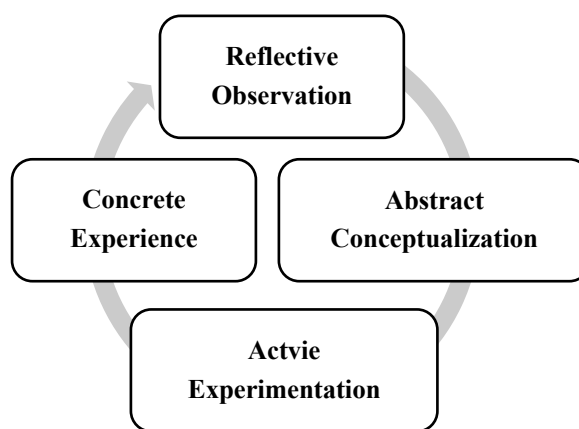 Reflective
Observation
Concrete
Experience
Abstract
Conceptualization
Actvie
Experimentation